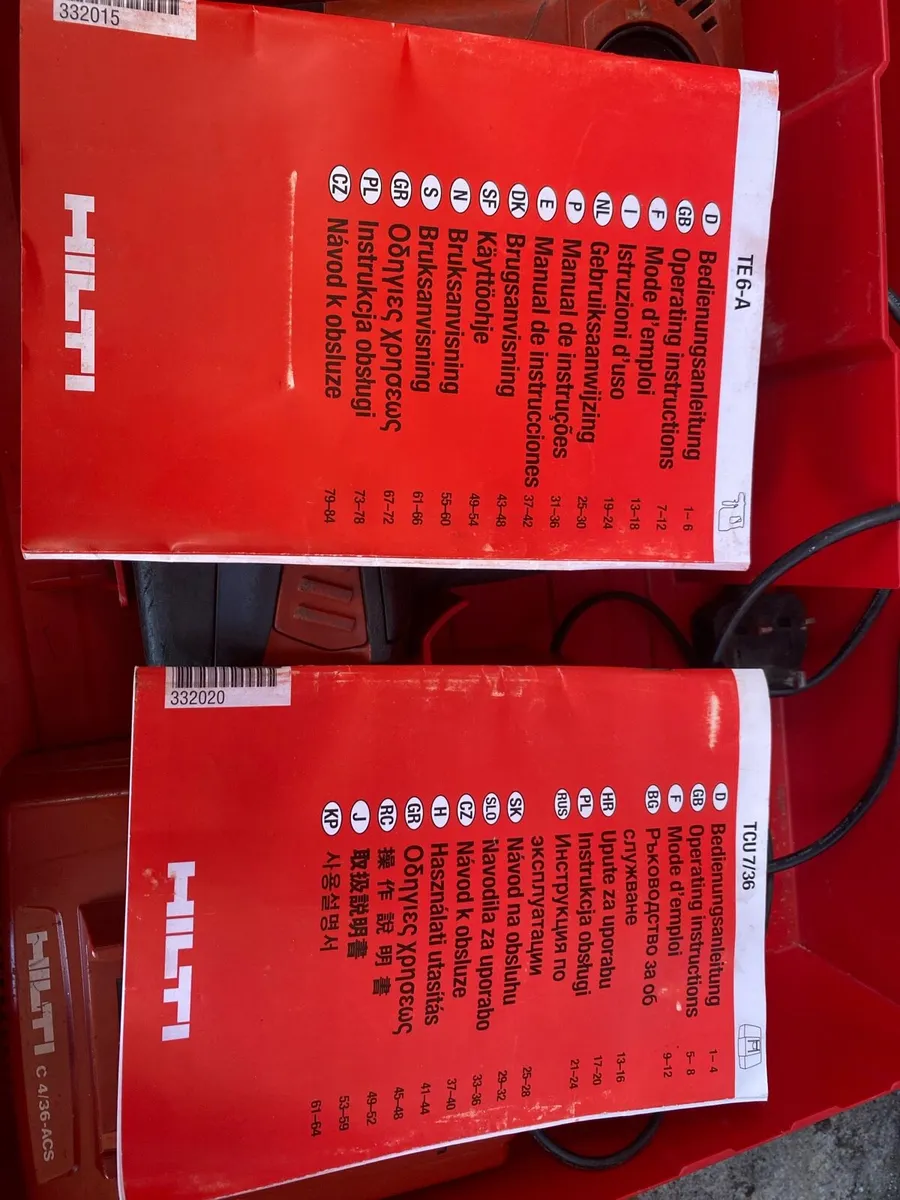 TE 6-A
D Bedienungsanleitung 1–6
GB Operating instructions 7–12
F Mode d'emploi 13–18
I Istruzioni d'uso 19–24
NL Gebruiksaanwijzing 25–30
P Manual de instruções 31–36
E Manual de instrucciones 37–42
DK Brugsanvisning 43–48
SF Käyttöohje 49–54
N Bruksanvisning 55–60
S Bruksanvisning 61–66
GR Οδηγιες χρησεως 67–72
PL Instrukcja obsługi 73–78
CZ Návod k obsluze 79–84
HILTI
332015
TCU 7/36
D Bedienungsanleitung 1–4
GB Operating instructions 5–8
F Mode d'emploi 9–12
BG Ръководство за об
служване 13–16
HR Upute za uporabu 17–20
PL Instrukcja obsługi 21–24
RUS Инструкция по
эксплуатации 25–28
SK Návod na obsluhu 29–32
SLO Navodila za uporabo 33–36
CZ Návod k obsluze 37–40
H Használati utasítás 41–44
GR Οδηγιες χρησεως 45–48
RC 操作說明書 49–52
J 取扱説明書 53–59
KP 사용설명서 61–64
HILTI
332020
HILTI C 4/36-ACS